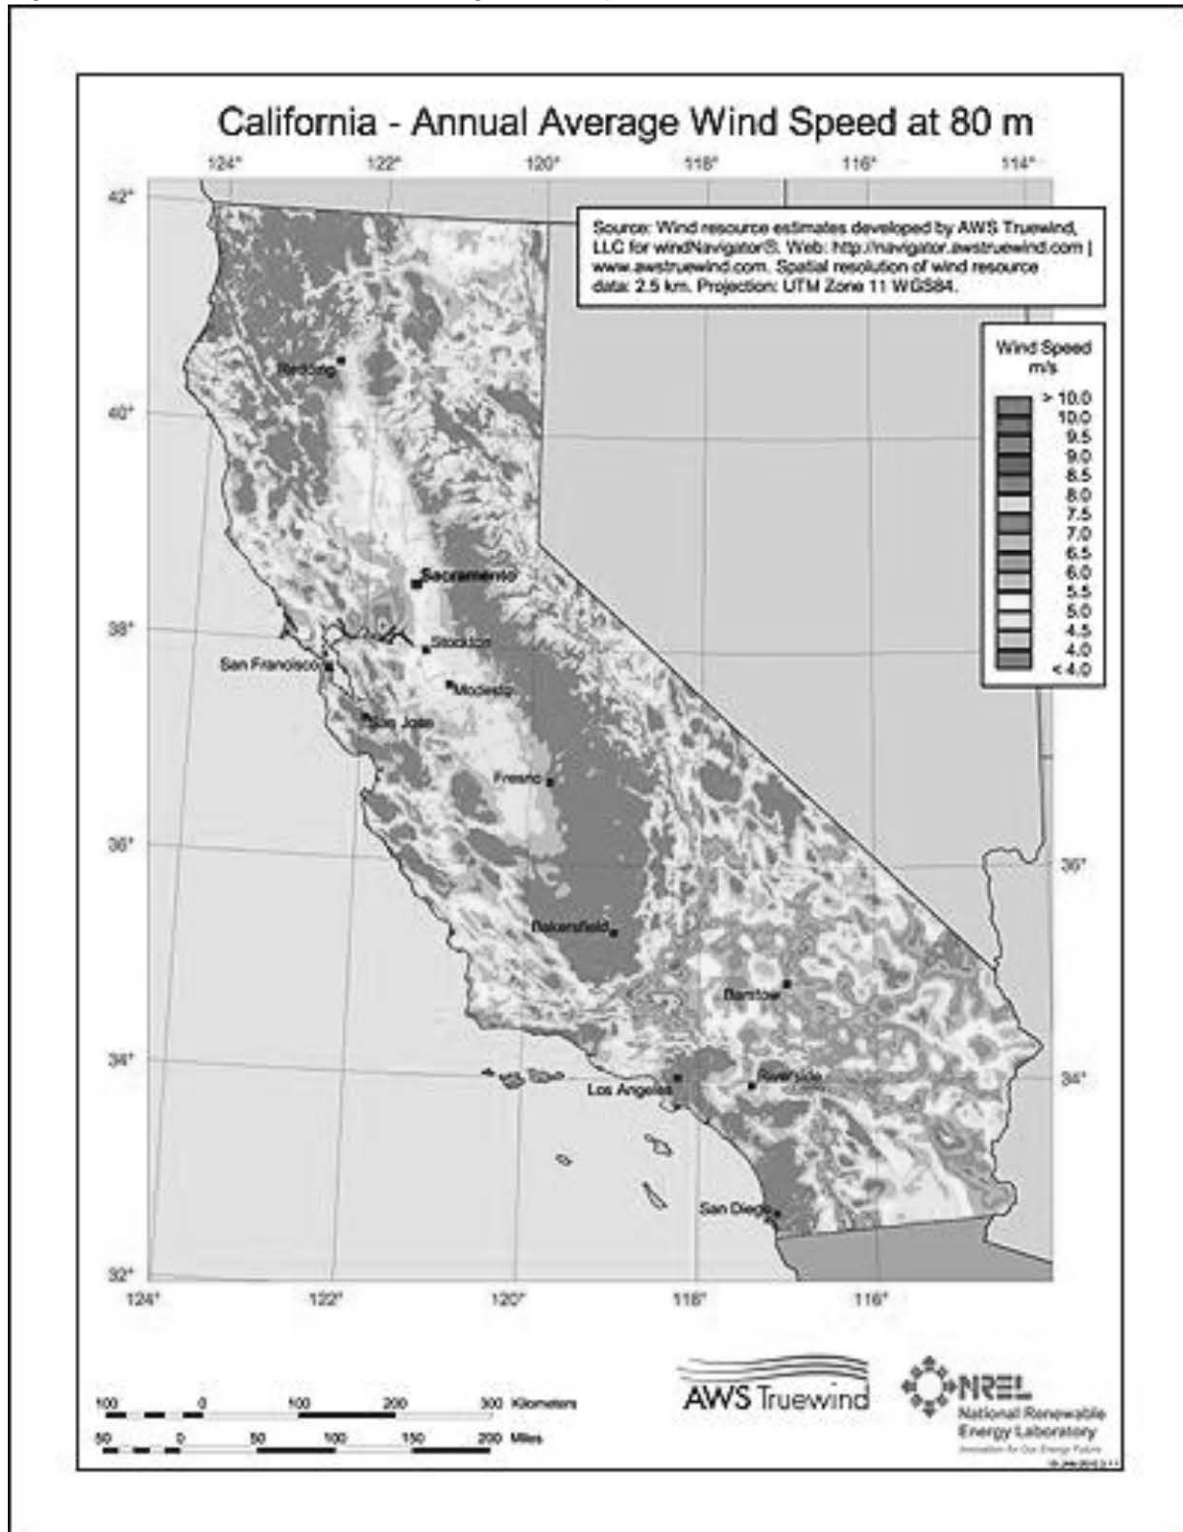 California - Annual Average Wind Speed at 80 m
124° 122° 120° 118° 116° 114°
42°
Source: Wind resource estimates developed by AWS Truewind,
LLC for windNavigator®. Web: http://navigator.awstruewind.com |
www.awstruewind.com. Spatial resolution of wind resource
data: 2.5 km. Projection: UTM Zone 11 WGS84.
Wind Speed
m/s
> 10.0
10.0
9.5
9.0
8.5
8.0
7.5
7.0
6.5
6.0
5.5
5.0
4.5
4.0
< 4.0
Redding
40°
Sacramento
38°
Stockton
San Francisco
Modesto
San Jose
Fresno
36°
36°
Bakersfield
Barstow
34°
34°
Riverside
Los Angeles
San Diego
32°
124° 122° 120° 118° 116°
100 0 100 200 300 Kilometers
50 0 50 100 150 200 Miles
AWS Truewind
NREL
National Renewable
Energy Laboratory
Innovation for Our Energy Future